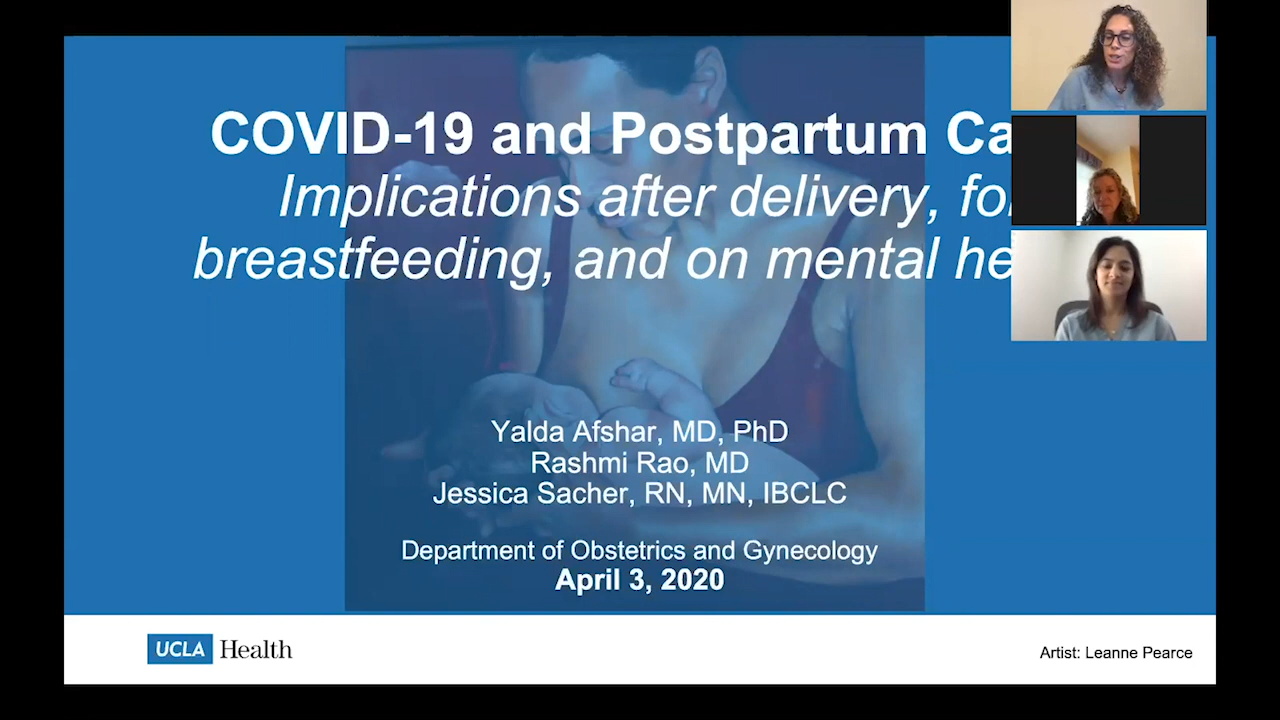 COVID-19 and Postpartum Ca
Implications after delivery, for
breastfeeding, and on mental he
Yalda Afshar, MD, PhD
Rashmi Rao, MD
Jessica Sacher, RN, MN, IBCLC
Department of Obstetrics and Gynecology
April 3, 2020
UCLA Health
Artist: Leanne Pearce